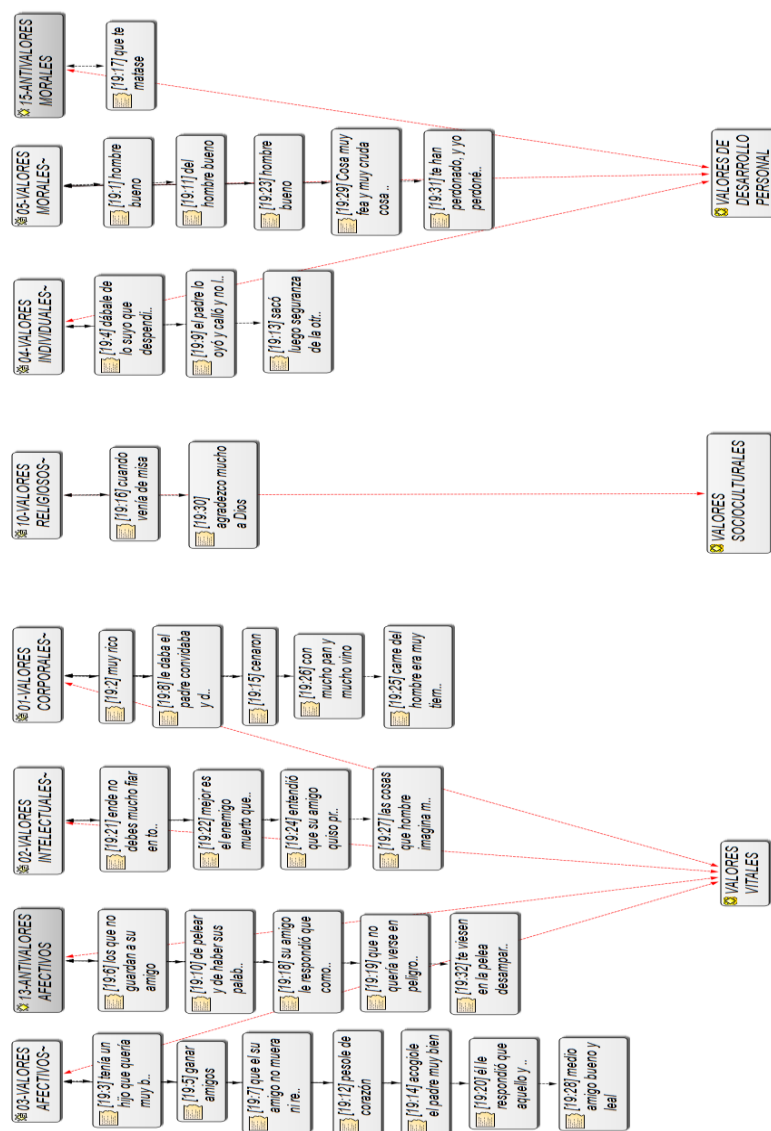 03-VALORES
AFECTIVOS~
[19:3] tenía un
hijo que quería
muy b..
[19:5] ganar
amigos
[19:7] que el su
amigo no muera
ni re..
[19:12] pesole de
corazón
[19:14] acogiole
el padre muy bien
[19:20] él le
respondió que
aquello y ..
[19:28] medio
amigo bueno y
leal
13-ANTIVALORES
AFECTIVOS
[19:6] los que no
guardan a su
amigo
[19:10] de pelear
y de haber sus
palab..
[19:18] su amigo
le respondió que
como..
[19:19] que no
quería verse en
peligro..
[19:32] te viesen
en la pelea
desampar..
02-VALORES
INTELECTUALES~
[19:21] ende no
debes mucho fiar
en to..
[19:22] mejor es
el enemigo
muerto que..
[19:24] entendió
que su amigo
quiso pr..
[19:27] las cosas
que hombre
imagina m..
01-VALORES
CORPORALES~
[19:2] muy rico
[19:8] le daba el
padre convidaba
y d..
[19:15] cenaron
[19:26] con
mucho pan y
mucho vino
[19:25] carne del
hombre era muy
tiern..
10-VALORES
RELIGIOSOS~
[19:16] cuando
venía de misa
[19:30]
agradezco mucho
a Dios
04-VALORES
INDIVIDUALES~
[19:4] dábale de
lo suyo que
despendi..
[19:9] el padre lo
oyó y calló y no l..
[19:13] sacó
luego seguranza
de la otr..
05-VALORES
MORALES~
[19:1] hombre
bueno
[19:11] del
hombre bueno
[19:23] hombre
bueno
[19:29] Cosa muy
fea y muy cruda
cosa ..
[19:31] te han
perdonado, y yo
perdoné..
15-ANTIVALORES
MORALES
[19:17] que te
matase
VALORES
VITALES
VALORES
SOCIOCULTURALES
VALORES DE
DESARROLLO
PERSONAL